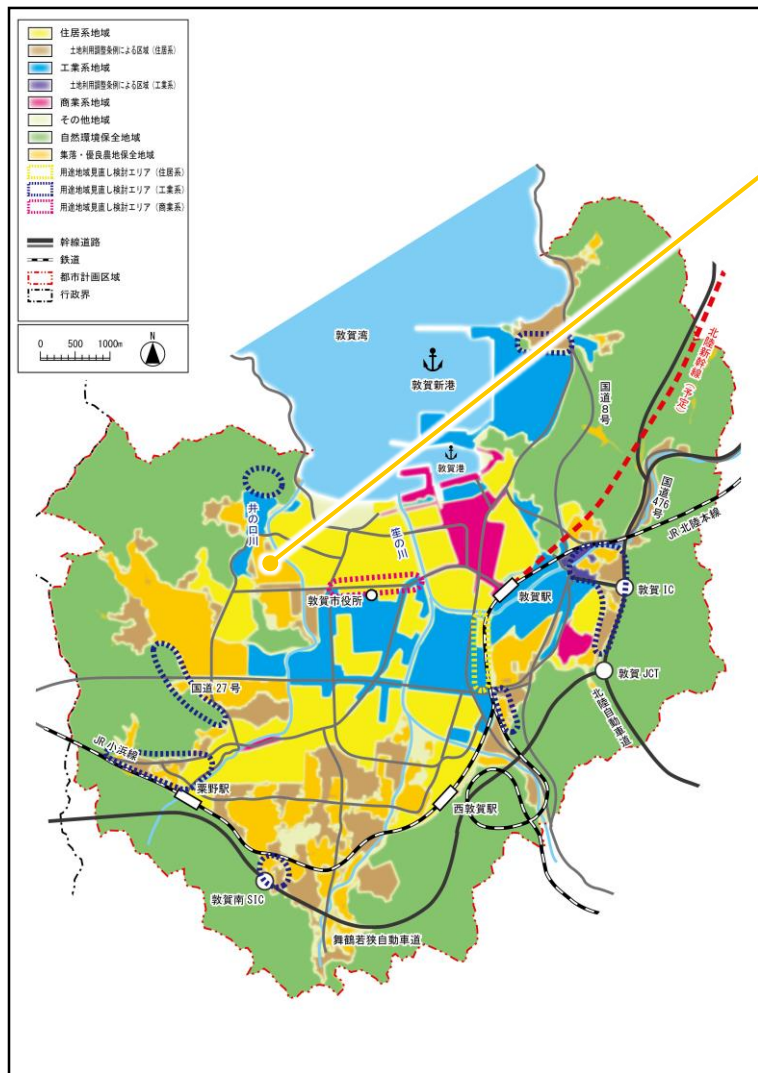 住居系地域
土地利用調整条例による区域（住居系）
工業系地域
土地利用調整条例による区域（工業系）
商業系地域
その他地域
自然環境保全地域
集落・優良農地保全地域
用途地域見直し検討エリア（住居系）
用途地域見直し検討エリア（工業系）
用途地域見直し検討エリア（商業系）
幹線道路
鉄道
都市計画区域
行政界
0 500 1000m
N
敦賀湾
敦賀新港
敦賀港
国道8号
北陸新幹線（予定）
国道476号
JR北陸本線
井の口川
笙の川
敦賀市役所
敦賀駅
敦賀IC
敦賀JCT
北陸自動車道
国道27号
JR小浜線
粟野駅
西敦賀駅
敦賀南SIC
舞鶴若狭自動車道